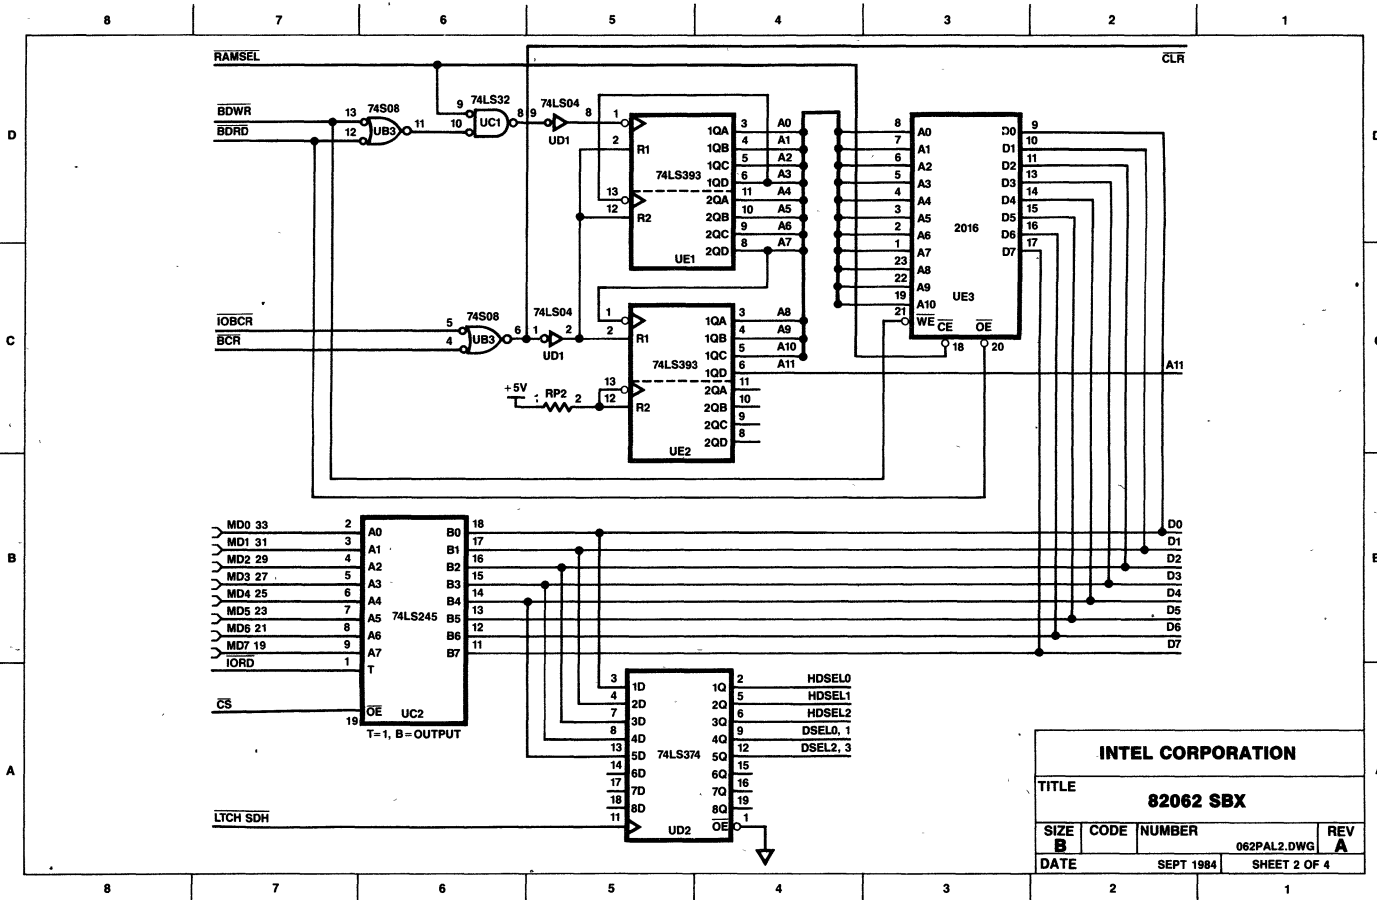 8 7 6 5 4 3 2 1
RAMSEL
CLR
BDWR 13 74S08 9 74LS32 74LS04
BDRD 12 UB3 11 10 UC1 8 9 UD1 8
1 1QA 3 A0
2 R1 1QB 4 A1
1QC 5 A2
74LS393 1QD 6 A3
13 2QA 11 A4
12 R2 2QB 10 A5
2QC 9 A6
2QD 8 A7
UE1
8 A0 D0 9
7 A1 D1 10
6 A2 D2 11
5 A3 D3 13
4 A4 D4 14
3 A5 D5 15
2 A6 D6 16
1 A7 D7 17
23 A8
22 A9
19 A10
21 WE
2016
UE3
CE OE
18 20
D
C
B
A
IOBCR 5 74S08 74LS04
BCR 4 UB3 6 1 2 UD1
1 1QA 3 A8
2 R1 1QB 4 A9
1QC 5 A10
74LS393 1QD 6 A11
A11
+5V 1 RP2 2
13 2QA 11
12 R2 2QB 10
2QC 9
2QD 8
UE2
MD0 33 2 A0 B0 18 D0
MD1 31 3 A1 B1 17 D1
MD2 29 4 A2 B2 16 D2
MD3 27 5 A3 B3 15 D3
MD4 25 6 A4 B4 14 D4
MD5 23 7 A5 B5 13 D5
MD6 21 8 A6 B6 12 D6
MD7 19 9 A7 B7 11 D7
74LS245
IORD 1 T
CS 19 OE UC2
T=1, B=OUTPUT
3 1D 1Q 2 HDSEL0
4 2D 2Q 5 HDSEL1
7 3D 3Q 6 HDSEL2
8 4D 4Q 9 DSEL0, 1
13 5D 74LS374 5Q 12 DSEL2, 3
14 6D 6Q 15
17 7D 7Q 16
18 8D 8Q 19
LTCH SDH 11 OE 1
UD2
INTEL CORPORATION
TITLE
82062 SBX
SIZE CODE NUMBER REV
B 062PAL2.DWG A
DATE SEPT 1984 SHEET 2 OF 4
8 7 6 5 4 3 2 1